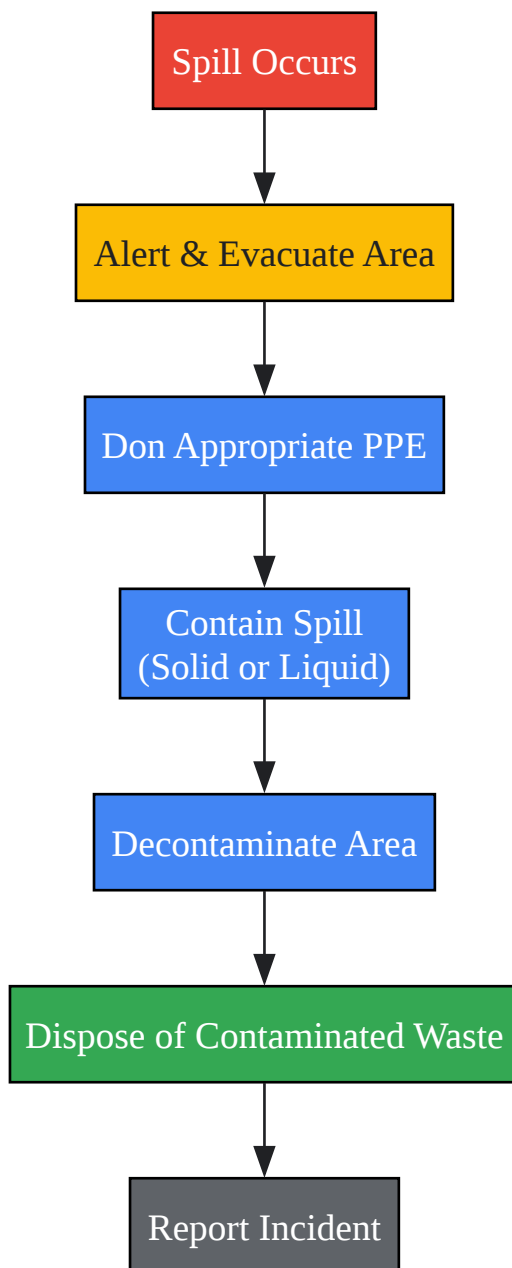 Spill Occurs
Alert & Evacuate Area
Don Appropriate PPE
Contain Spill
(Solid or Liquid)
Decontaminate Area
Dispose of Contaminated Waste
Report Incident